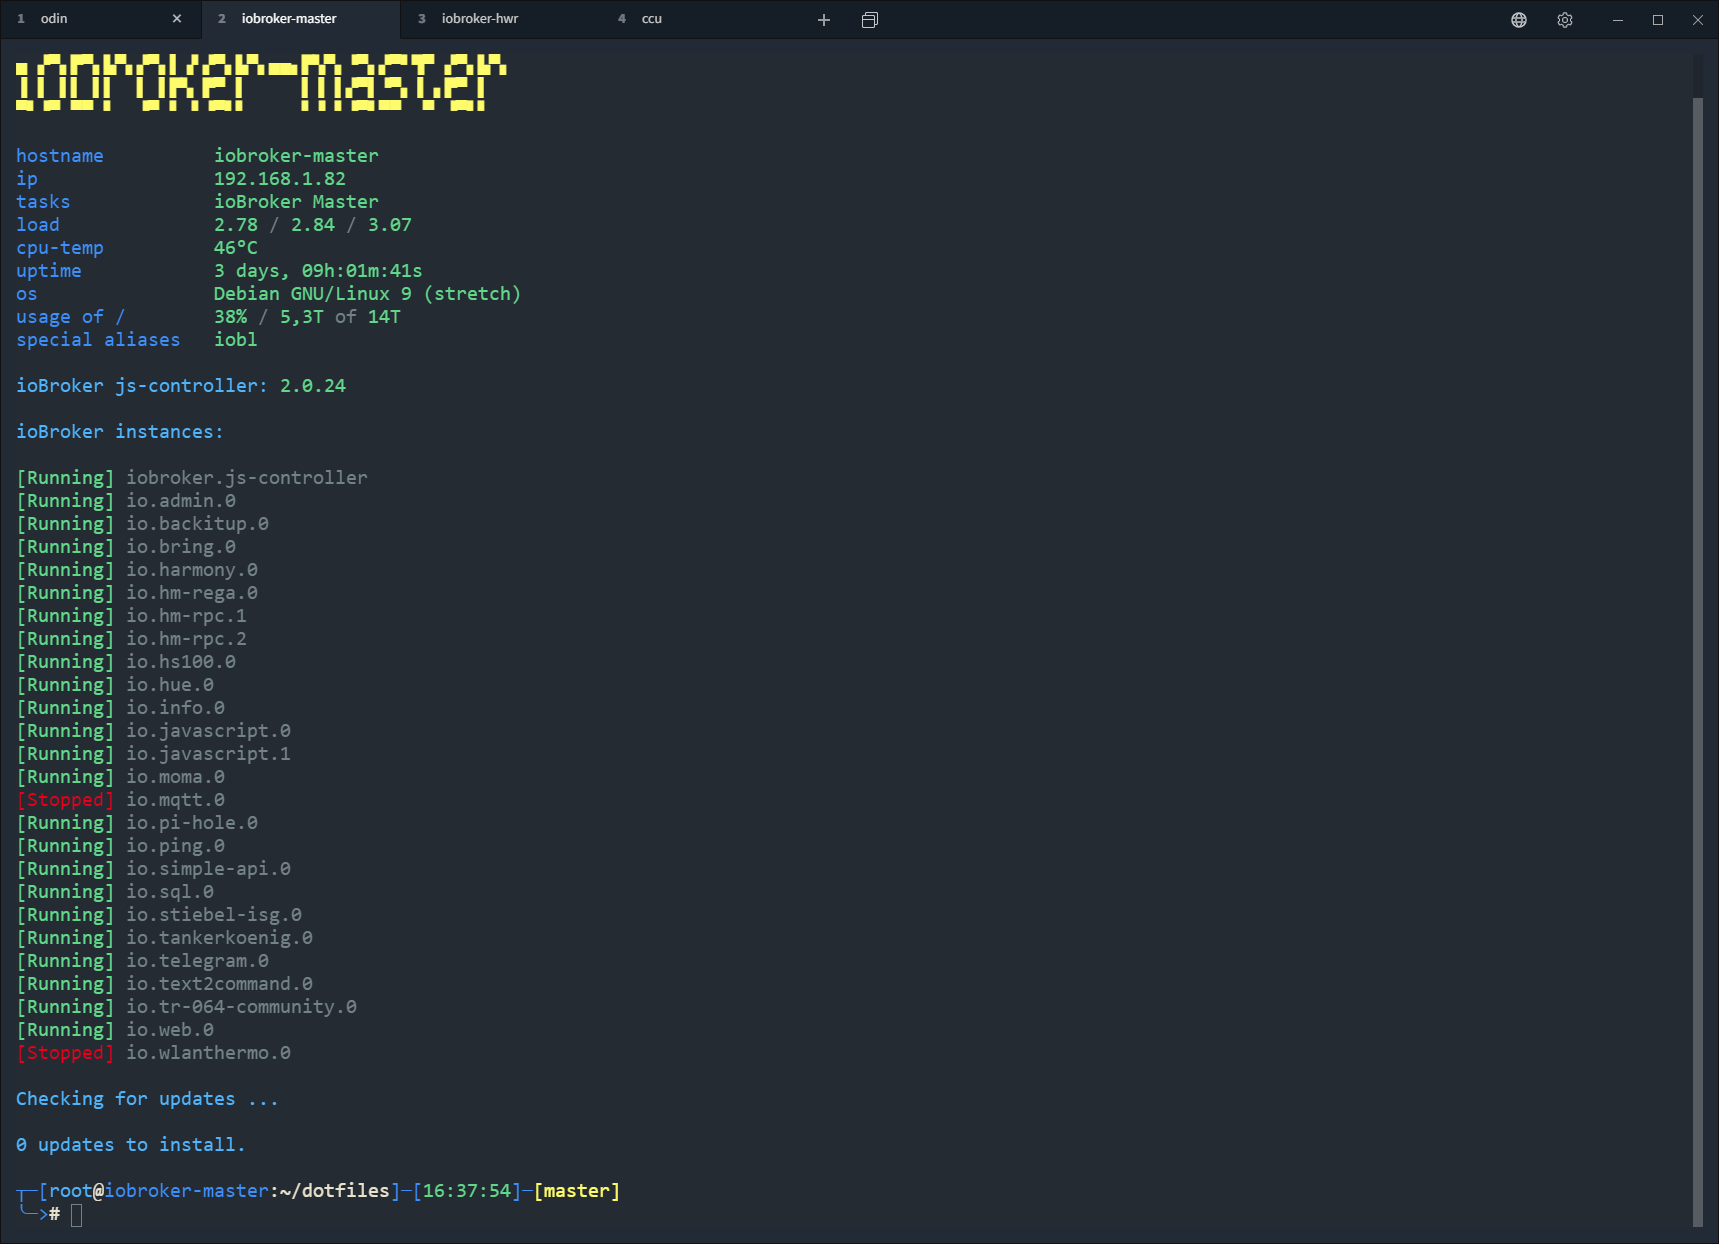 1 odin × 2 iobroker-master 3 iobroker-hwr 4 ccu
iobroker-master
hostname iobroker-master
ip 192.168.1.82
tasks ioBroker Master
load 2.78 / 2.84 / 3.07
cpu-temp 46°C
uptime 3 days, 09h:01m:41s
os Debian GNU/Linux 9 (stretch)
usage of / 38% / 5,3T of 14T
special aliases iobl
ioBroker js-controller: 2.0.24
ioBroker instances:
[Running] iobroker.js-controller
[Running] io.admin.0
[Running] io.backitup.0
[Running] io.bring.0
[Running] io.harmony.0
[Running] io.hm-rega.0
[Running] io.hm-rpc.1
[Running] io.hm-rpc.2
[Running] io.hs100.0
[Running] io.hue.0
[Running] io.info.0
[Running] io.javascript.0
[Running] io.javascript.1
[Running] io.moma.0
[Stopped] io.mqtt.0
[Running] io.pi-hole.0
[Running] io.ping.0
[Running] io.simple-api.0
[Running] io.sql.0
[Running] io.stiebel-isg.0
[Running] io.tankerkoenig.0
[Running] io.telegram.0
[Running] io.text2command.0
[Running] io.tr-064-community.0
[Running] io.web.0
[Stopped] io.wlanthermo.0
Checking for updates ...
0 updates to install.
┬─[root@iobroker-master:~/dotfiles]─[16:37:54]─[master]
╰─>#